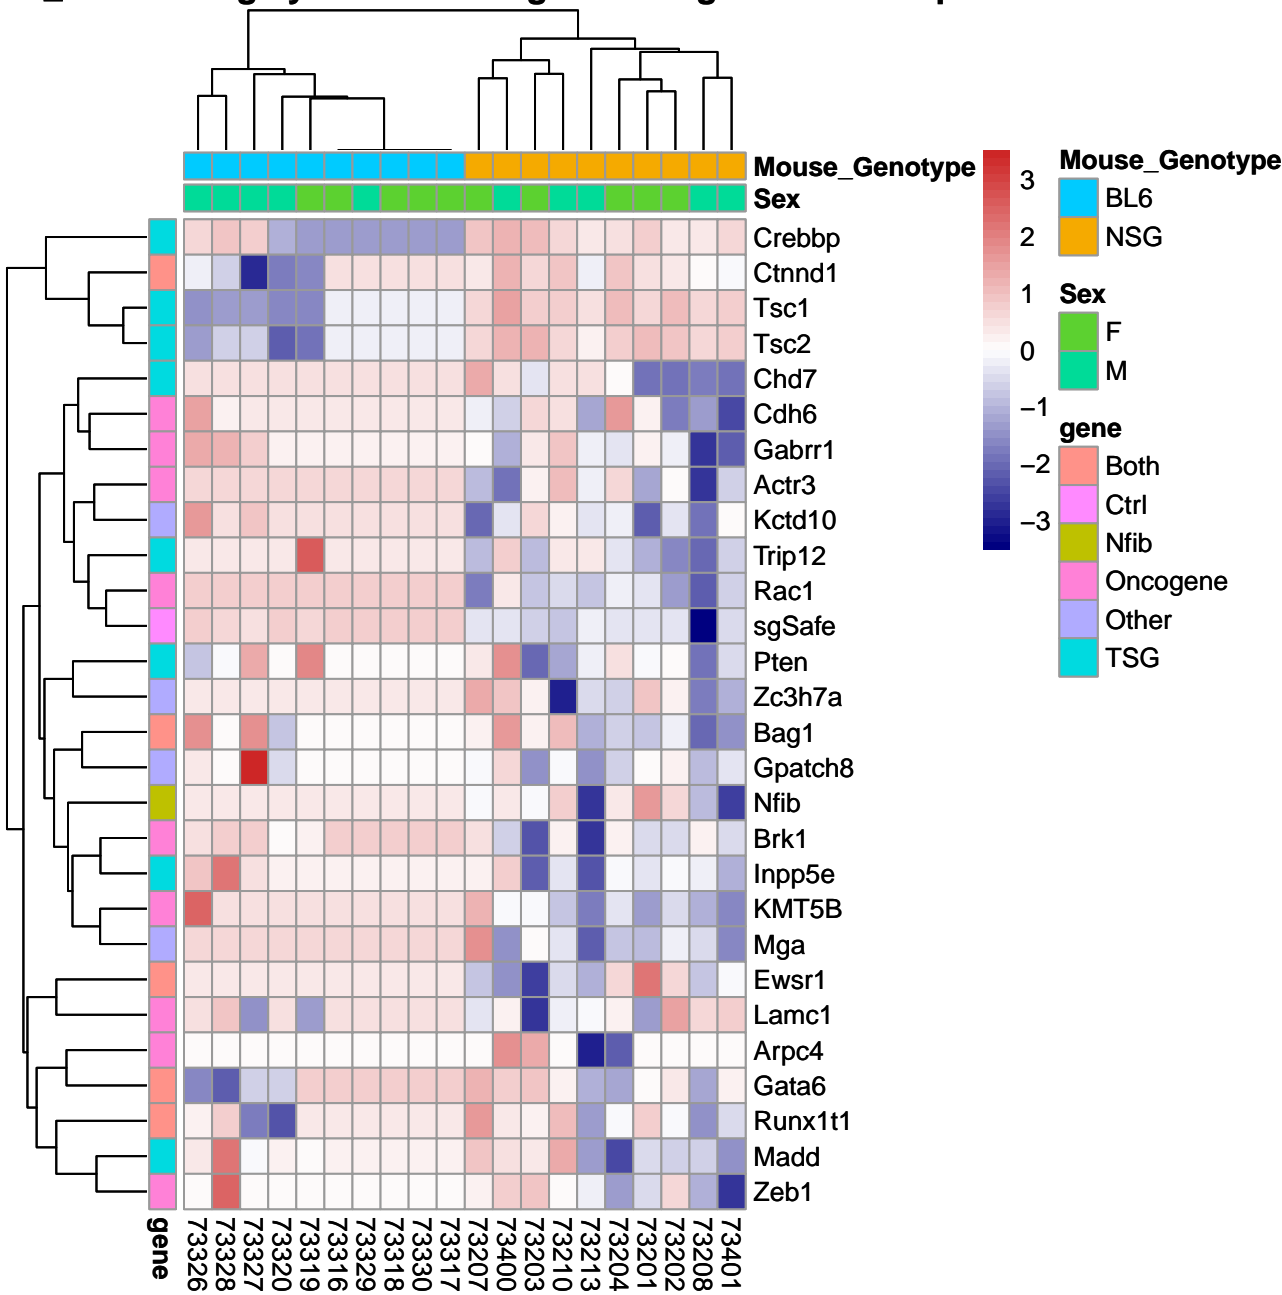 Mouse_Genotype
Sex
Crebbp
Ctnnd1
Tsc1
Tsc2
Chd7
Cdh6
Gabrr1
Actr3
Kctd10
Trip12
Rac1
sgSafe
Pten
Zc3h7a
Bag1
Gpatch8
Nfib
Brk1
Inpp5e
KMT5B
Mga
Ewsr1
Lamc1
Arpc4
Gata6
Runx1t1
Madd
Zeb1
gene
73326
73328
73327
73320
73319
73316
73329
73318
73330
73317
73207
73400
73203
73210
73213
73204
73201
73202
73208
73401
3
2
1
0
−1
−2
−3
Mouse_Genotype
BL6
NSG
Sex
F
M
gene
Both
Ctrl
Nfib
Oncogene
Other
TSG